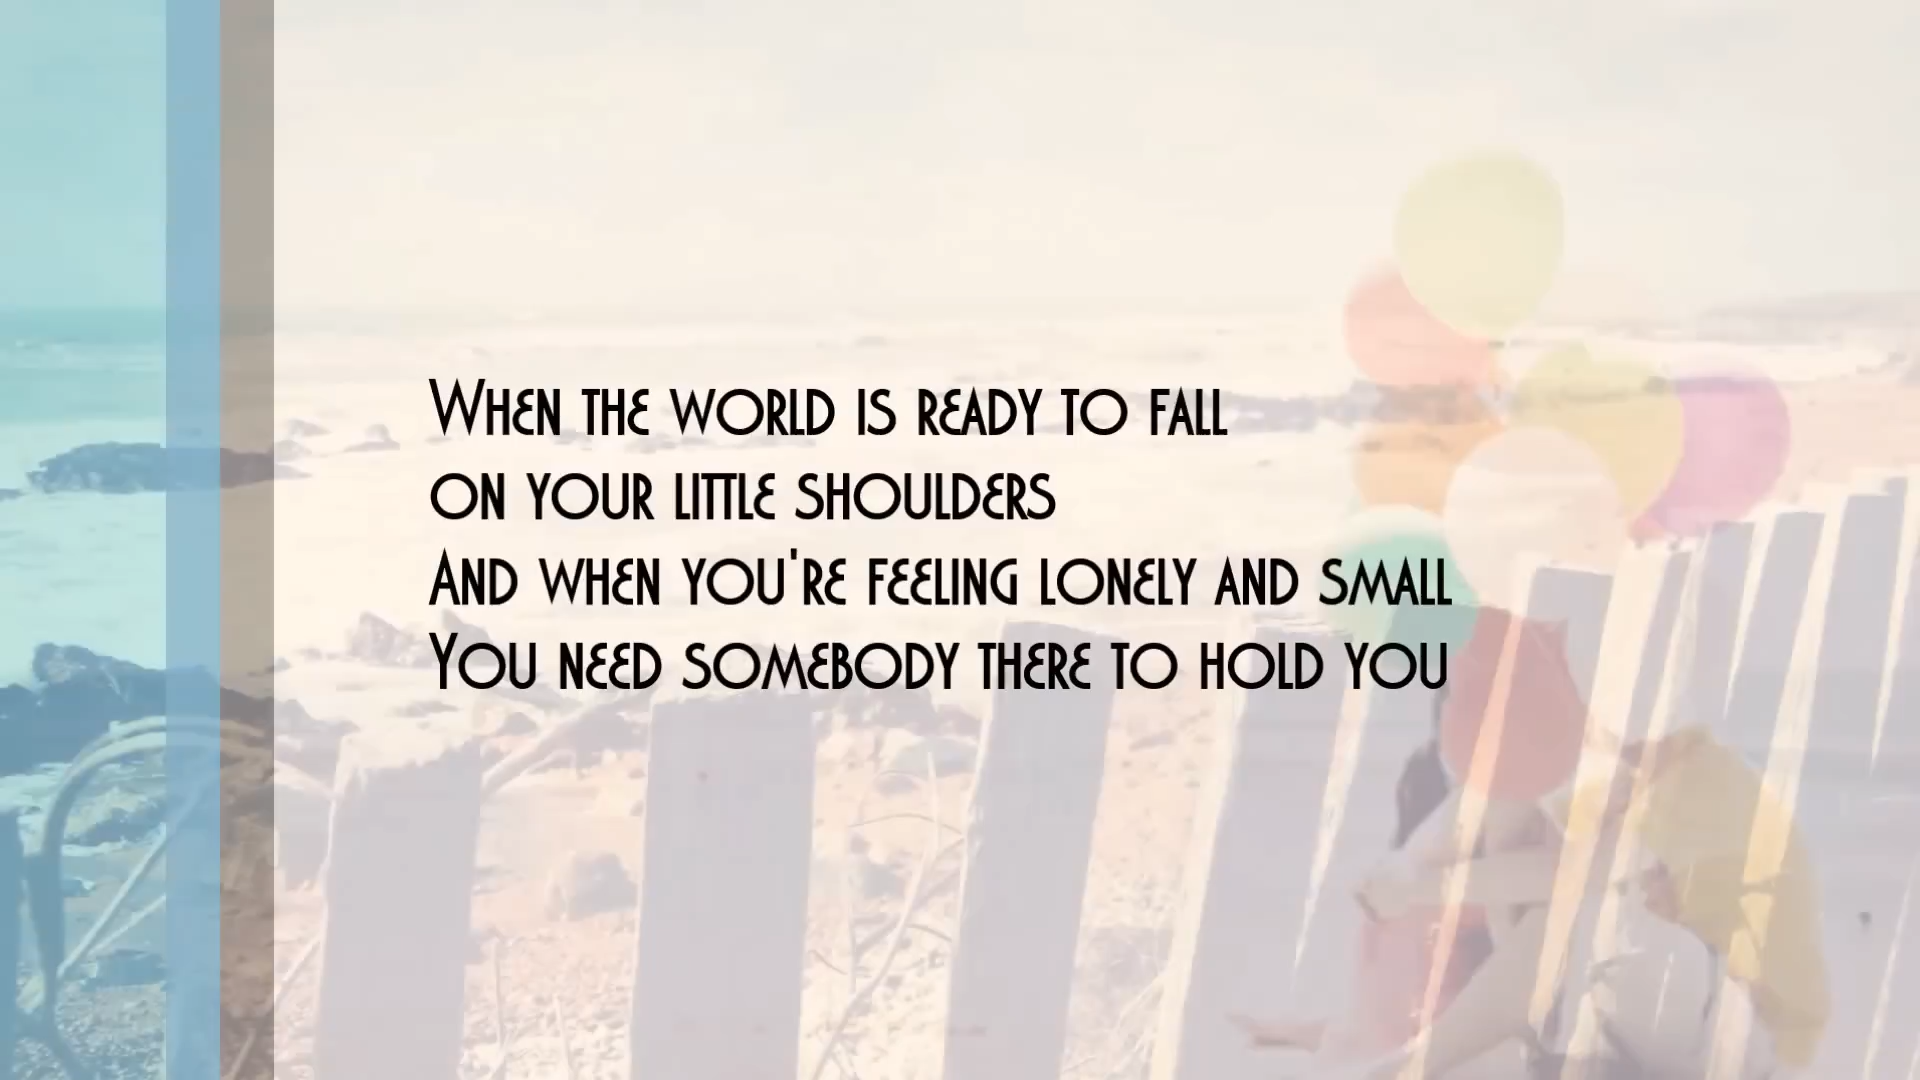 When the world is ready to fall
on your little shoulders
And when you're feeling lonely and small
You need somebody there to hold you